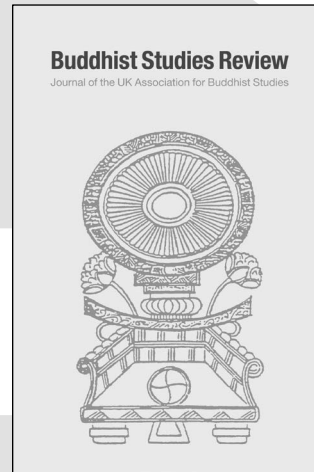 Buddhist Studies Review
Journal of the UK Association for Buddhist Studies